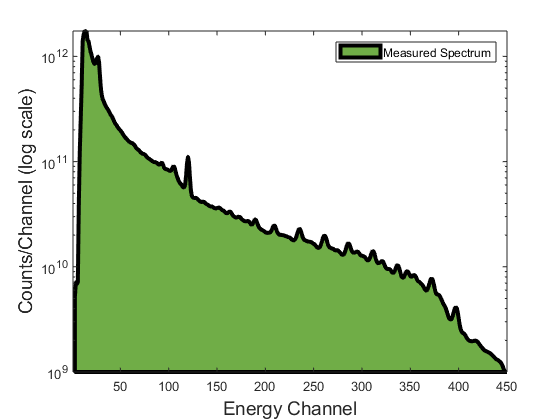 Measured Spectrum
Counts/Channel (log scale)
10^12
10^11
10^10
10^9
50 100 150 200 250 300 350 400 450
Energy Channel